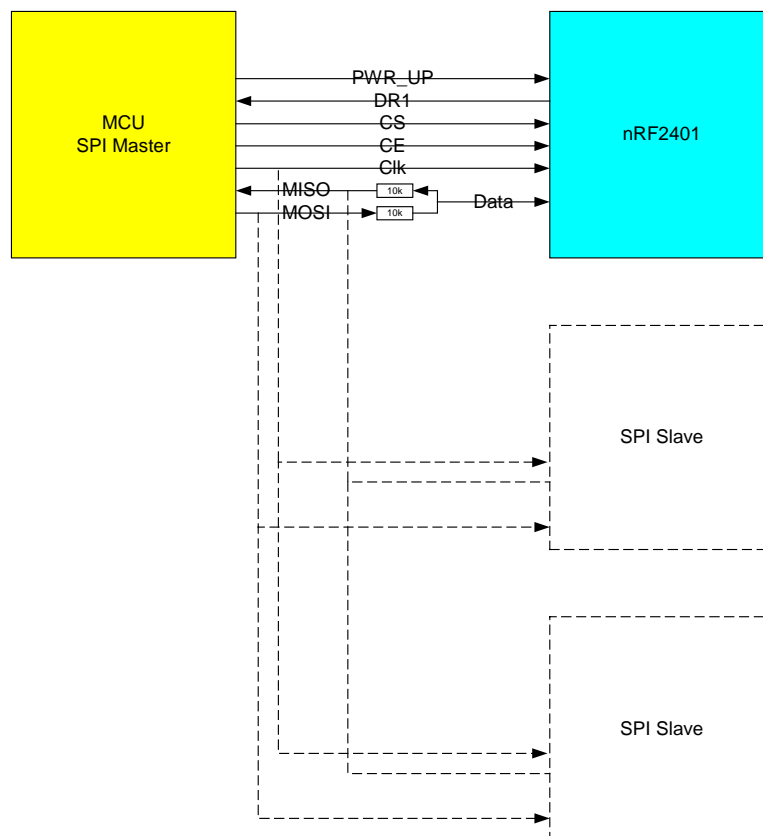 PWR_UP
DR1
MCU
SPI Master
CS
CE
nRF2401
Clk
MISO
10k
MOSI
10k
Data
SPI Slave
SPI Slave